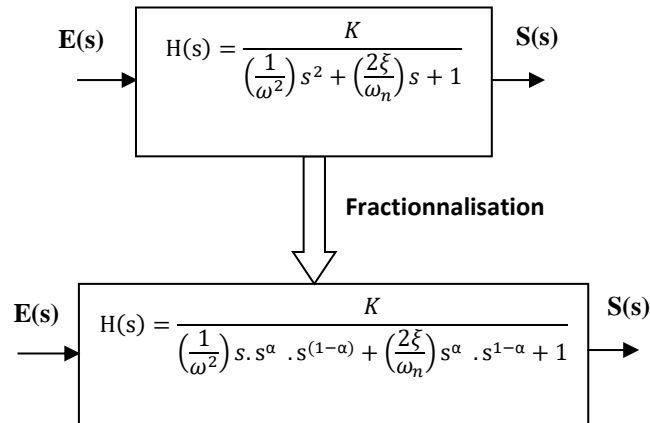 E(s)
H(s) = K / ((1/ω²) s² + (2ξ/ωₙ) s + 1)
S(s)
Fractionnalisation
E(s)
H(s) = K / ((1/ω²) s. s^α . s^(1−α) + (2ξ/ωₙ) s^α . s^1−α + 1)
S(s)